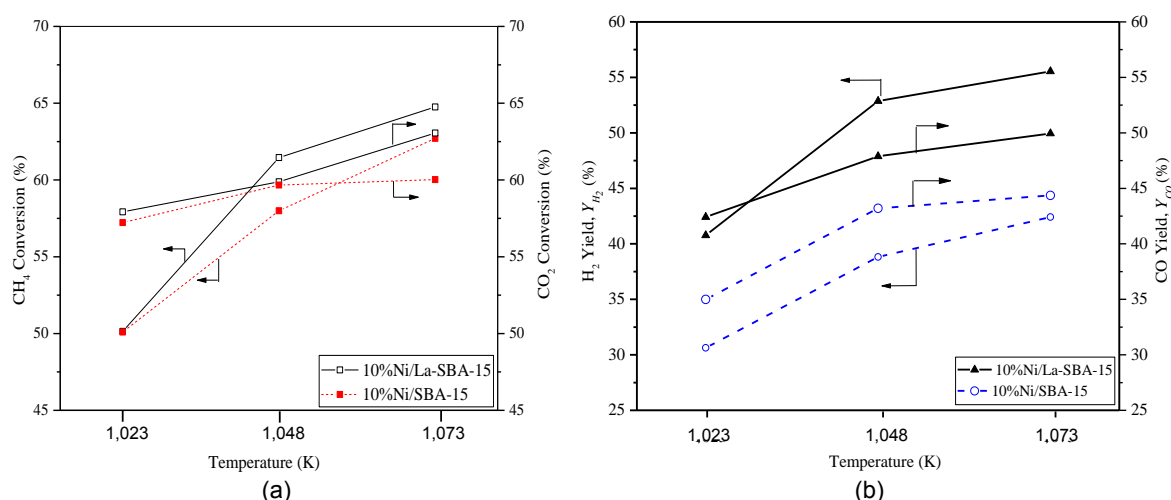 70
65
60
55
50
45
CH4 Conversion (%)
70
65
60
55
50
45
CO2 Conversion (%)
10%Ni/La-SBA-15
10%Ni/SBA-15
1,023 1,048 1,073
Temperature (K)
(a)
60
55
50
45
40
35
30
25
H2 Yield, YH2 (%)
60
55
50
45
40
35
30
25
CO Yield, YCO (%)
10%Ni/La-SBA-15
10%Ni/SBA-15
1,023 1,048 1,073
Temperature (K)
(b)